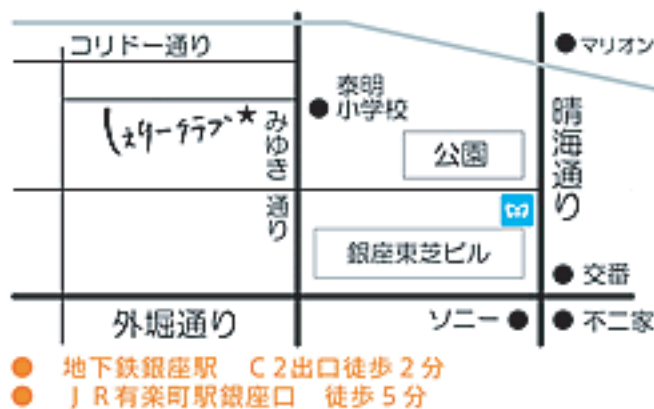 コリドー通り
マリオン
泰明
小学校
しぇりークラブ★
みゆき
通り
公園
晴海通り
銀座東芝ビル
交番
外堀通り
ソニー
不二家
地下鉄銀座駅 C2出口徒歩2分
JR有楽町駅銀座口 徒歩5分